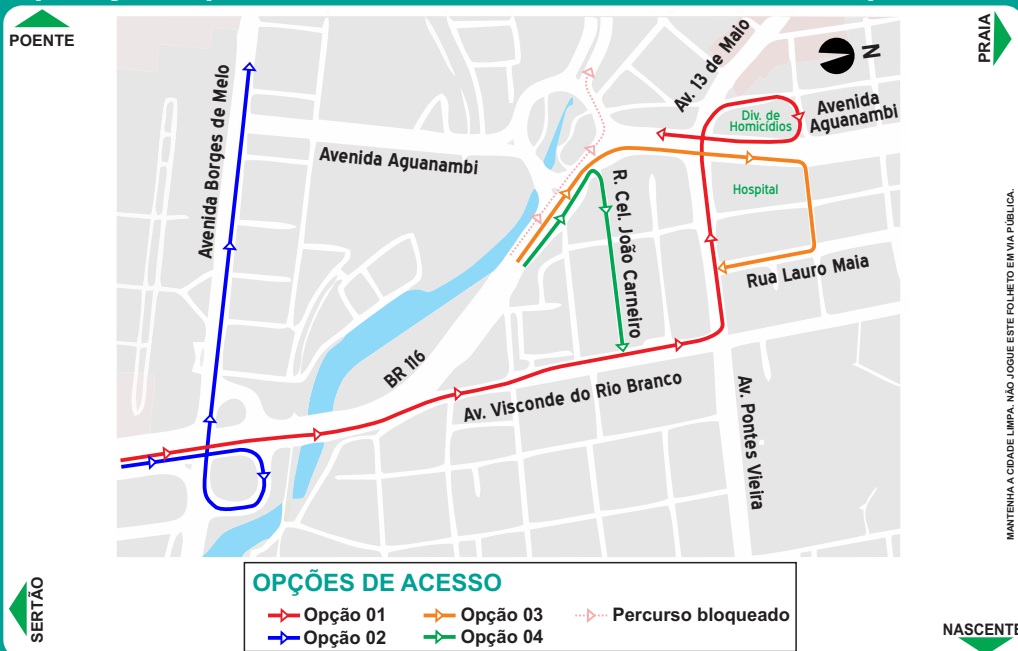 POENTE
PRAIA
N
Av. 13 de Maio
Avenida Borges de Melo
Avenida Aguanambi
Div. de
Homicídios
Avenida
Aguanambi
R. Cel. João Carneiro
Hospital
Rua Lauro Maia
BR 116
Av. Visconde do Rio Branco
Av. Pontes Vieira
MANTENHA A CIDADE LIMPA. NÃO JOGUE ESTE FOLHETO EM VIA PÚBLICA.
SERTÃO
NASCENTE
OPÇÕES DE ACESSO
Opção 01
Opção 03
Percurso bloqueado
Opção 02
Opção 04